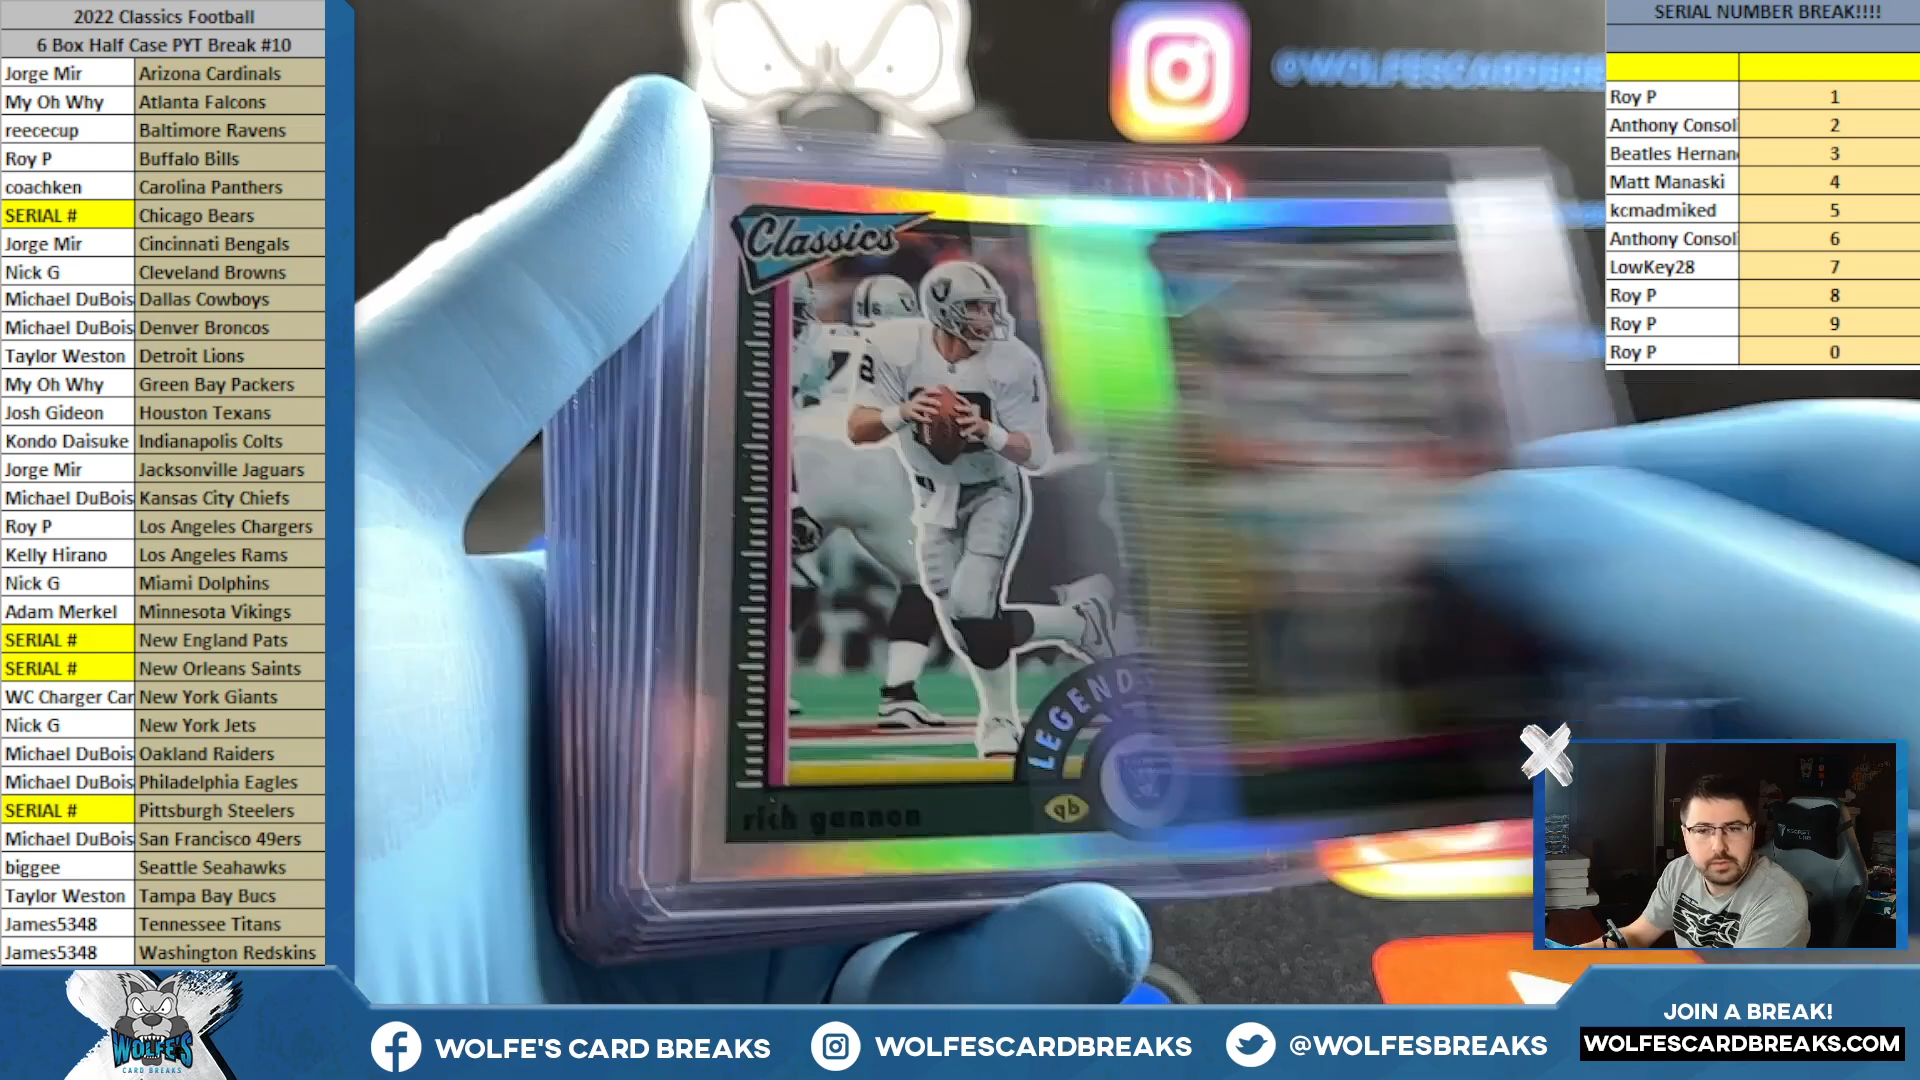 2022 Classics Football
6 Box Half Case PYT Break #10
Jorge Mir Arizona Cardinals
My Oh Why Atlanta Falcons
reececup Baltimore Ravens
Roy P Buffalo Bills
coachken Carolina Panthers
SERIAL # Chicago Bears
Jorge Mir Cincinnati Bengals
Nick G Cleveland Browns
Michael DuBois Dallas Cowboys
Michael DuBois Denver Broncos
Taylor Weston Detroit Lions
My Oh Why Green Bay Packers
Josh Gideon Houston Texans
Kondo Daisuke Indianapolis Colts
Jorge Mir Jacksonville Jaguars
Michael DuBois Kansas City Chiefs
Roy P Los Angeles Chargers
Kelly Hirano Los Angeles Rams
Nick G Miami Dolphins
Adam Merkel Minnesota Vikings
SERIAL # New England Pats
SERIAL # New Orleans Saints
WC Charger Car New York Giants
Nick G New York Jets
Michael DuBois Oakland Raiders
Michael DuBois Philadelphia Eagles
SERIAL # Pittsburgh Steelers
Michael DuBois San Francisco 49ers
biggee Seattle Seahawks
Taylor Weston Tampa Bay Bucs
James5348 Tennessee Titans
James5348 Washington Redskins
SERIAL NUMBER BREAK!!!!
Roy P 1
Anthony Consol 2
Beatles Hernan 3
Matt Manaski 4
kcmadmiked 5
Anthony Consol 6
LowKey28 7
Roy P 8
Roy P 9
Roy P 0
Classics
LEGENDS
qb
rich gannon
WOLFE'S
CARD BREAKS
WOLFE'S CARD BREAKS
WOLFESCARDBREAKS
@WOLFESBREAKS
JOIN A BREAK!
WOLFESCARDBREAKS.COM